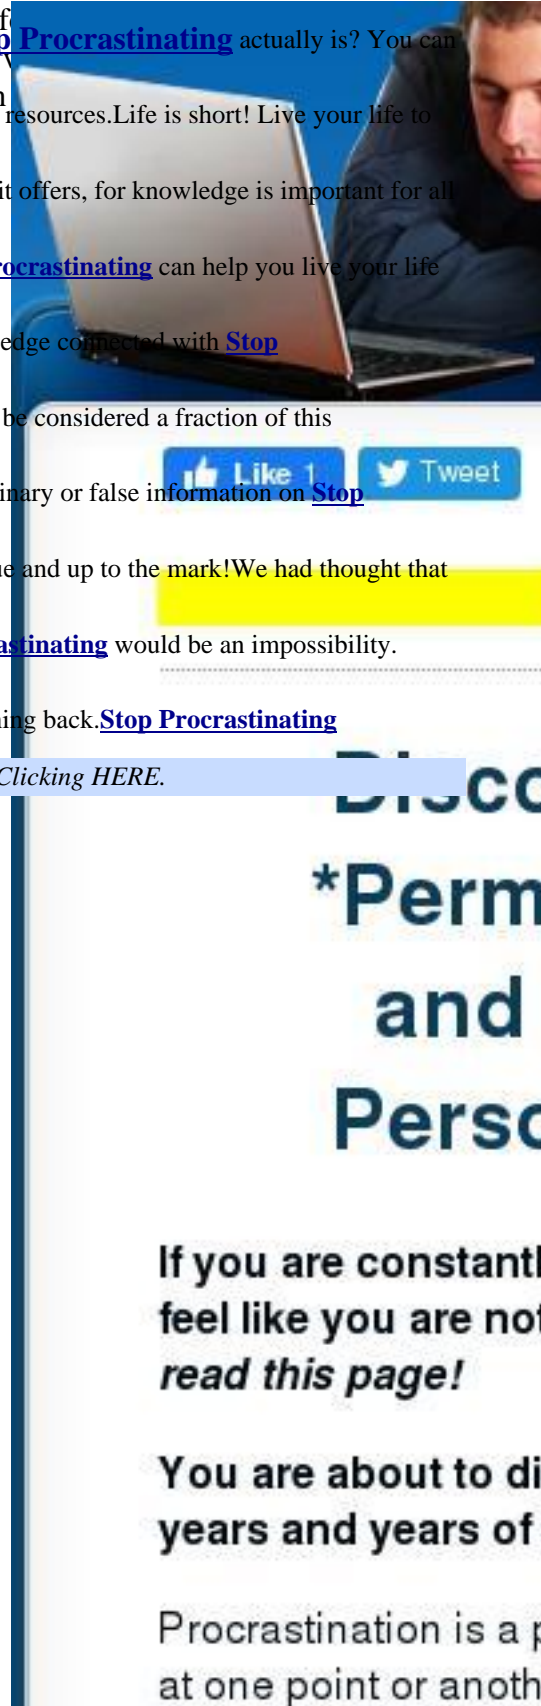 p Procrastinating actually is? You can
resources.Life is short! Live your life to
it offers, for knowledge is important for all
rocrastinating can help you live your life
edge connected with Stop
be considered a fraction of this
Like 1 Tweet
inary or false information on Stop
e and up to the mark!We had thought that
astinating would be an impossibility.
ing back.Stop Procrastinating
Clicking HERE.
Disco
*Perm
and
Perso
If you are constantl
feel like you are not
read this page!
You are about to di
years and years of
Procrastination is a p
at one point or anoth